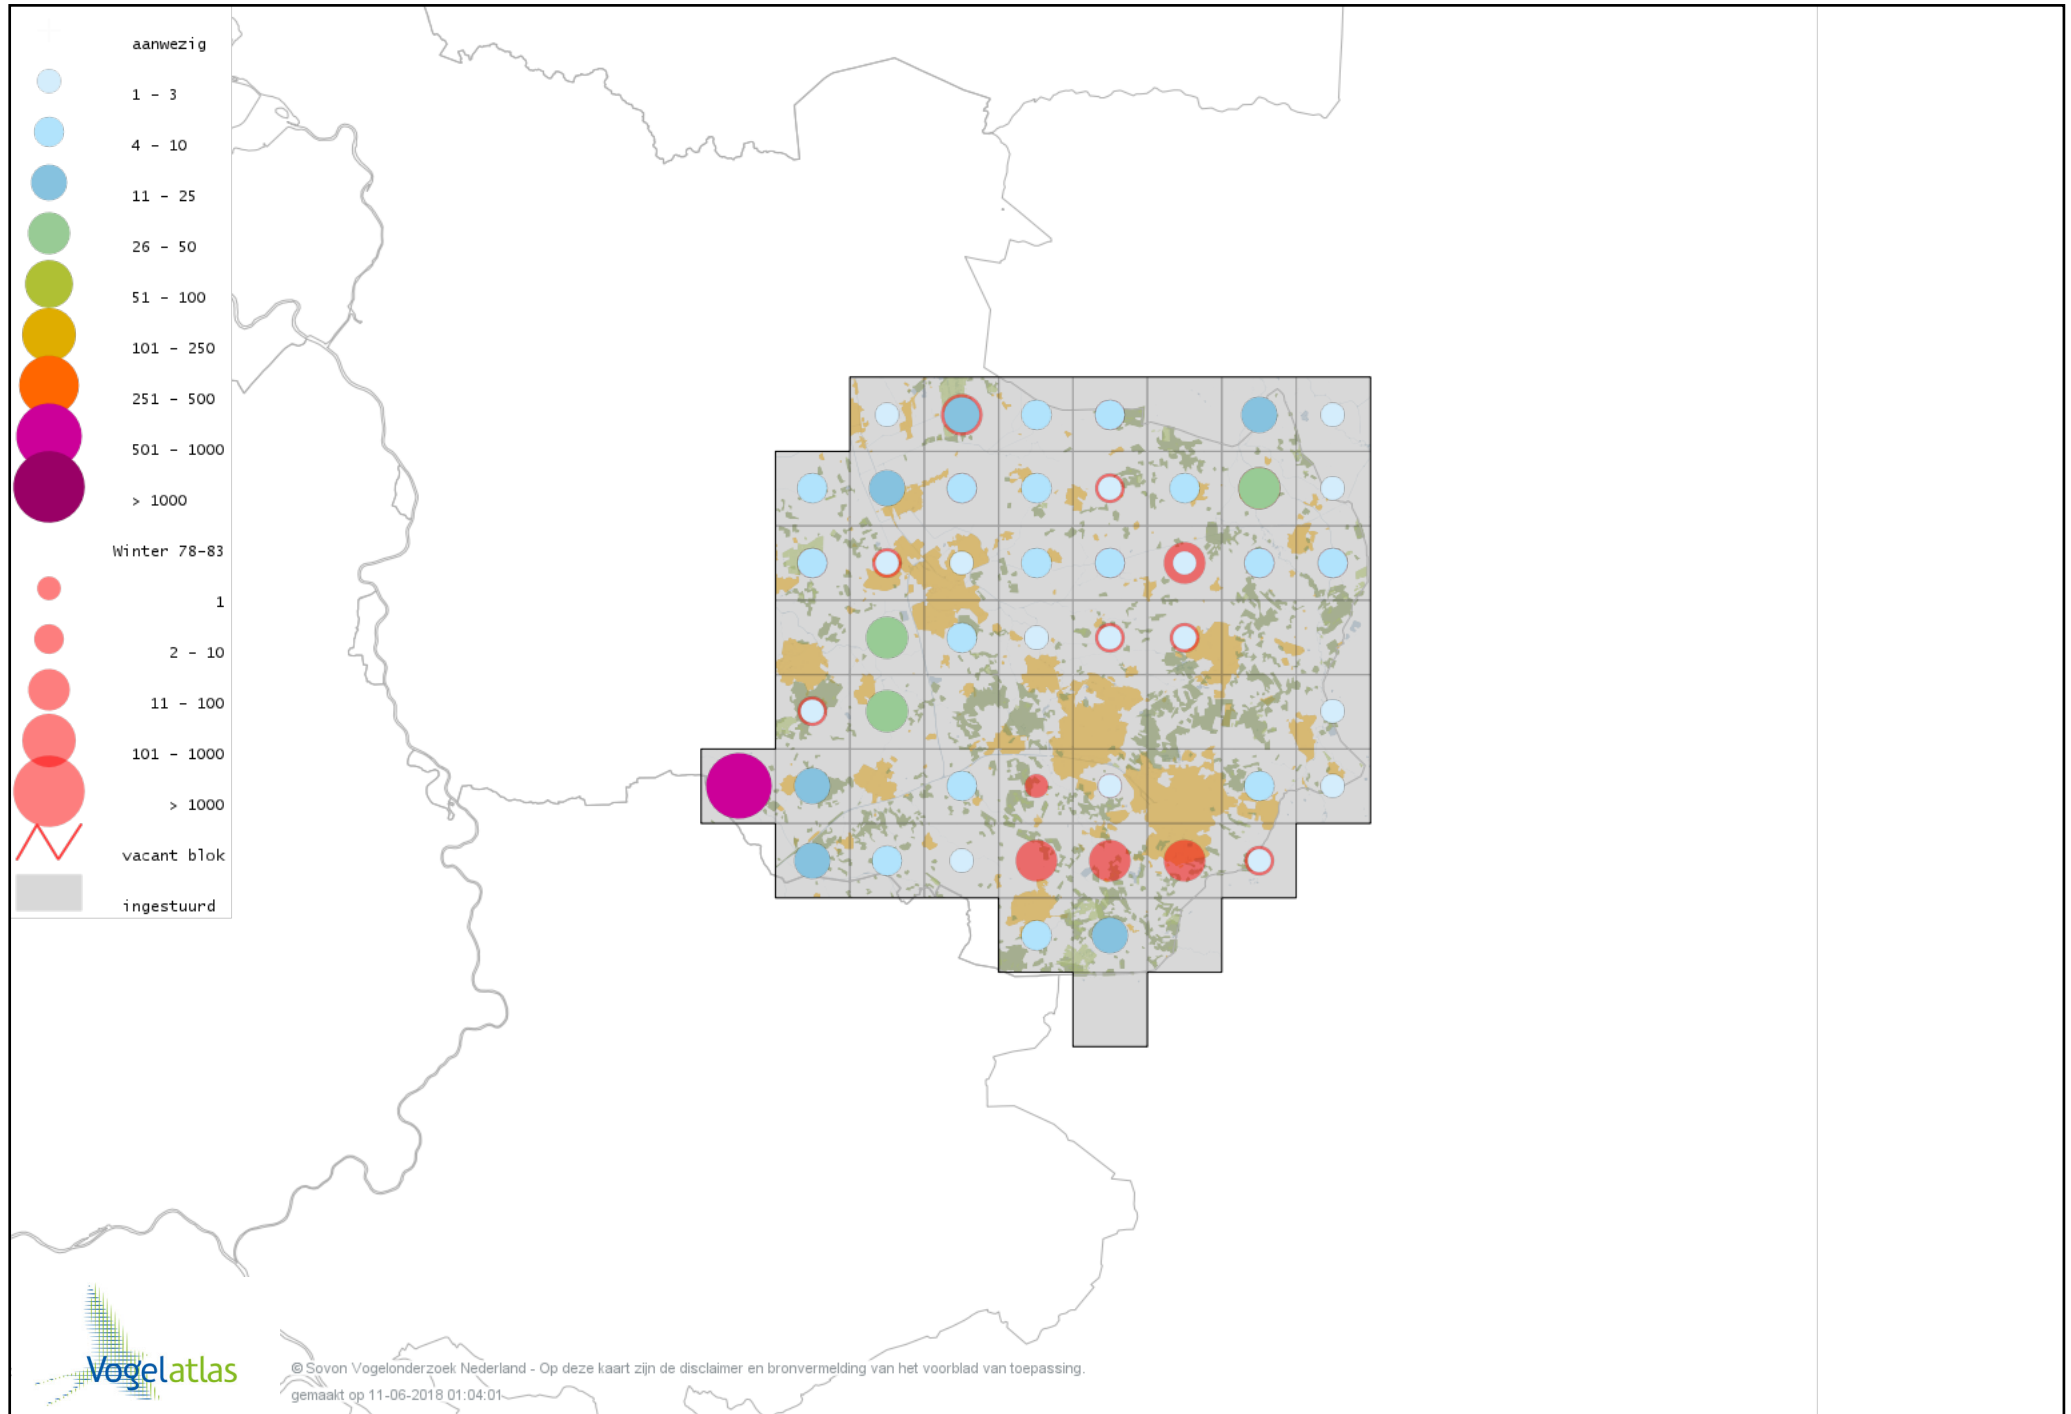 aanwezig
1 - 3
4 - 10
11 - 25
26 - 50
51 - 100
101 - 250
251 - 500
501 - 1000
> 1000
Winter 78-83
1
2 - 10
11 - 100
101 - 1000
> 1000
vacant blok
ingestuurd
Vogelatlas
© Sovon Vogelonderzoek Nederland - Op deze kaart zijn de disclaimer en bronvermelding van het voorblad van toepassing.
gemaakt op 11-06-2018 01:04:01